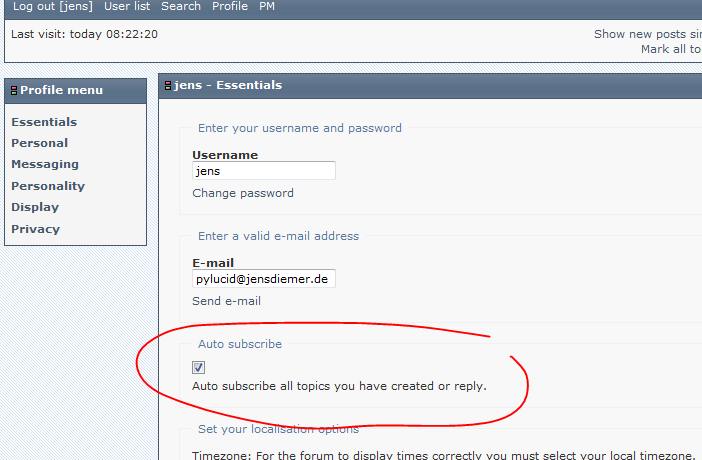 Log out [jens] User list Search Profile PM
Last visit: today 08:22:20
Show new posts
Mark all to
Profile menu
Essentials
Personal
Messaging
Personality
Display
Privacy
jens - Essentials
Enter your username and password
Username
jens
Change password
Enter a valid e-mail address
E-mail
pylucid@jensdiemer.de
Send e-mail
Auto subscribe
Auto subscribe all topics you have created or reply.
Set your localisation options
Timezone: For the forum to display times correctly you must select your local timezone.